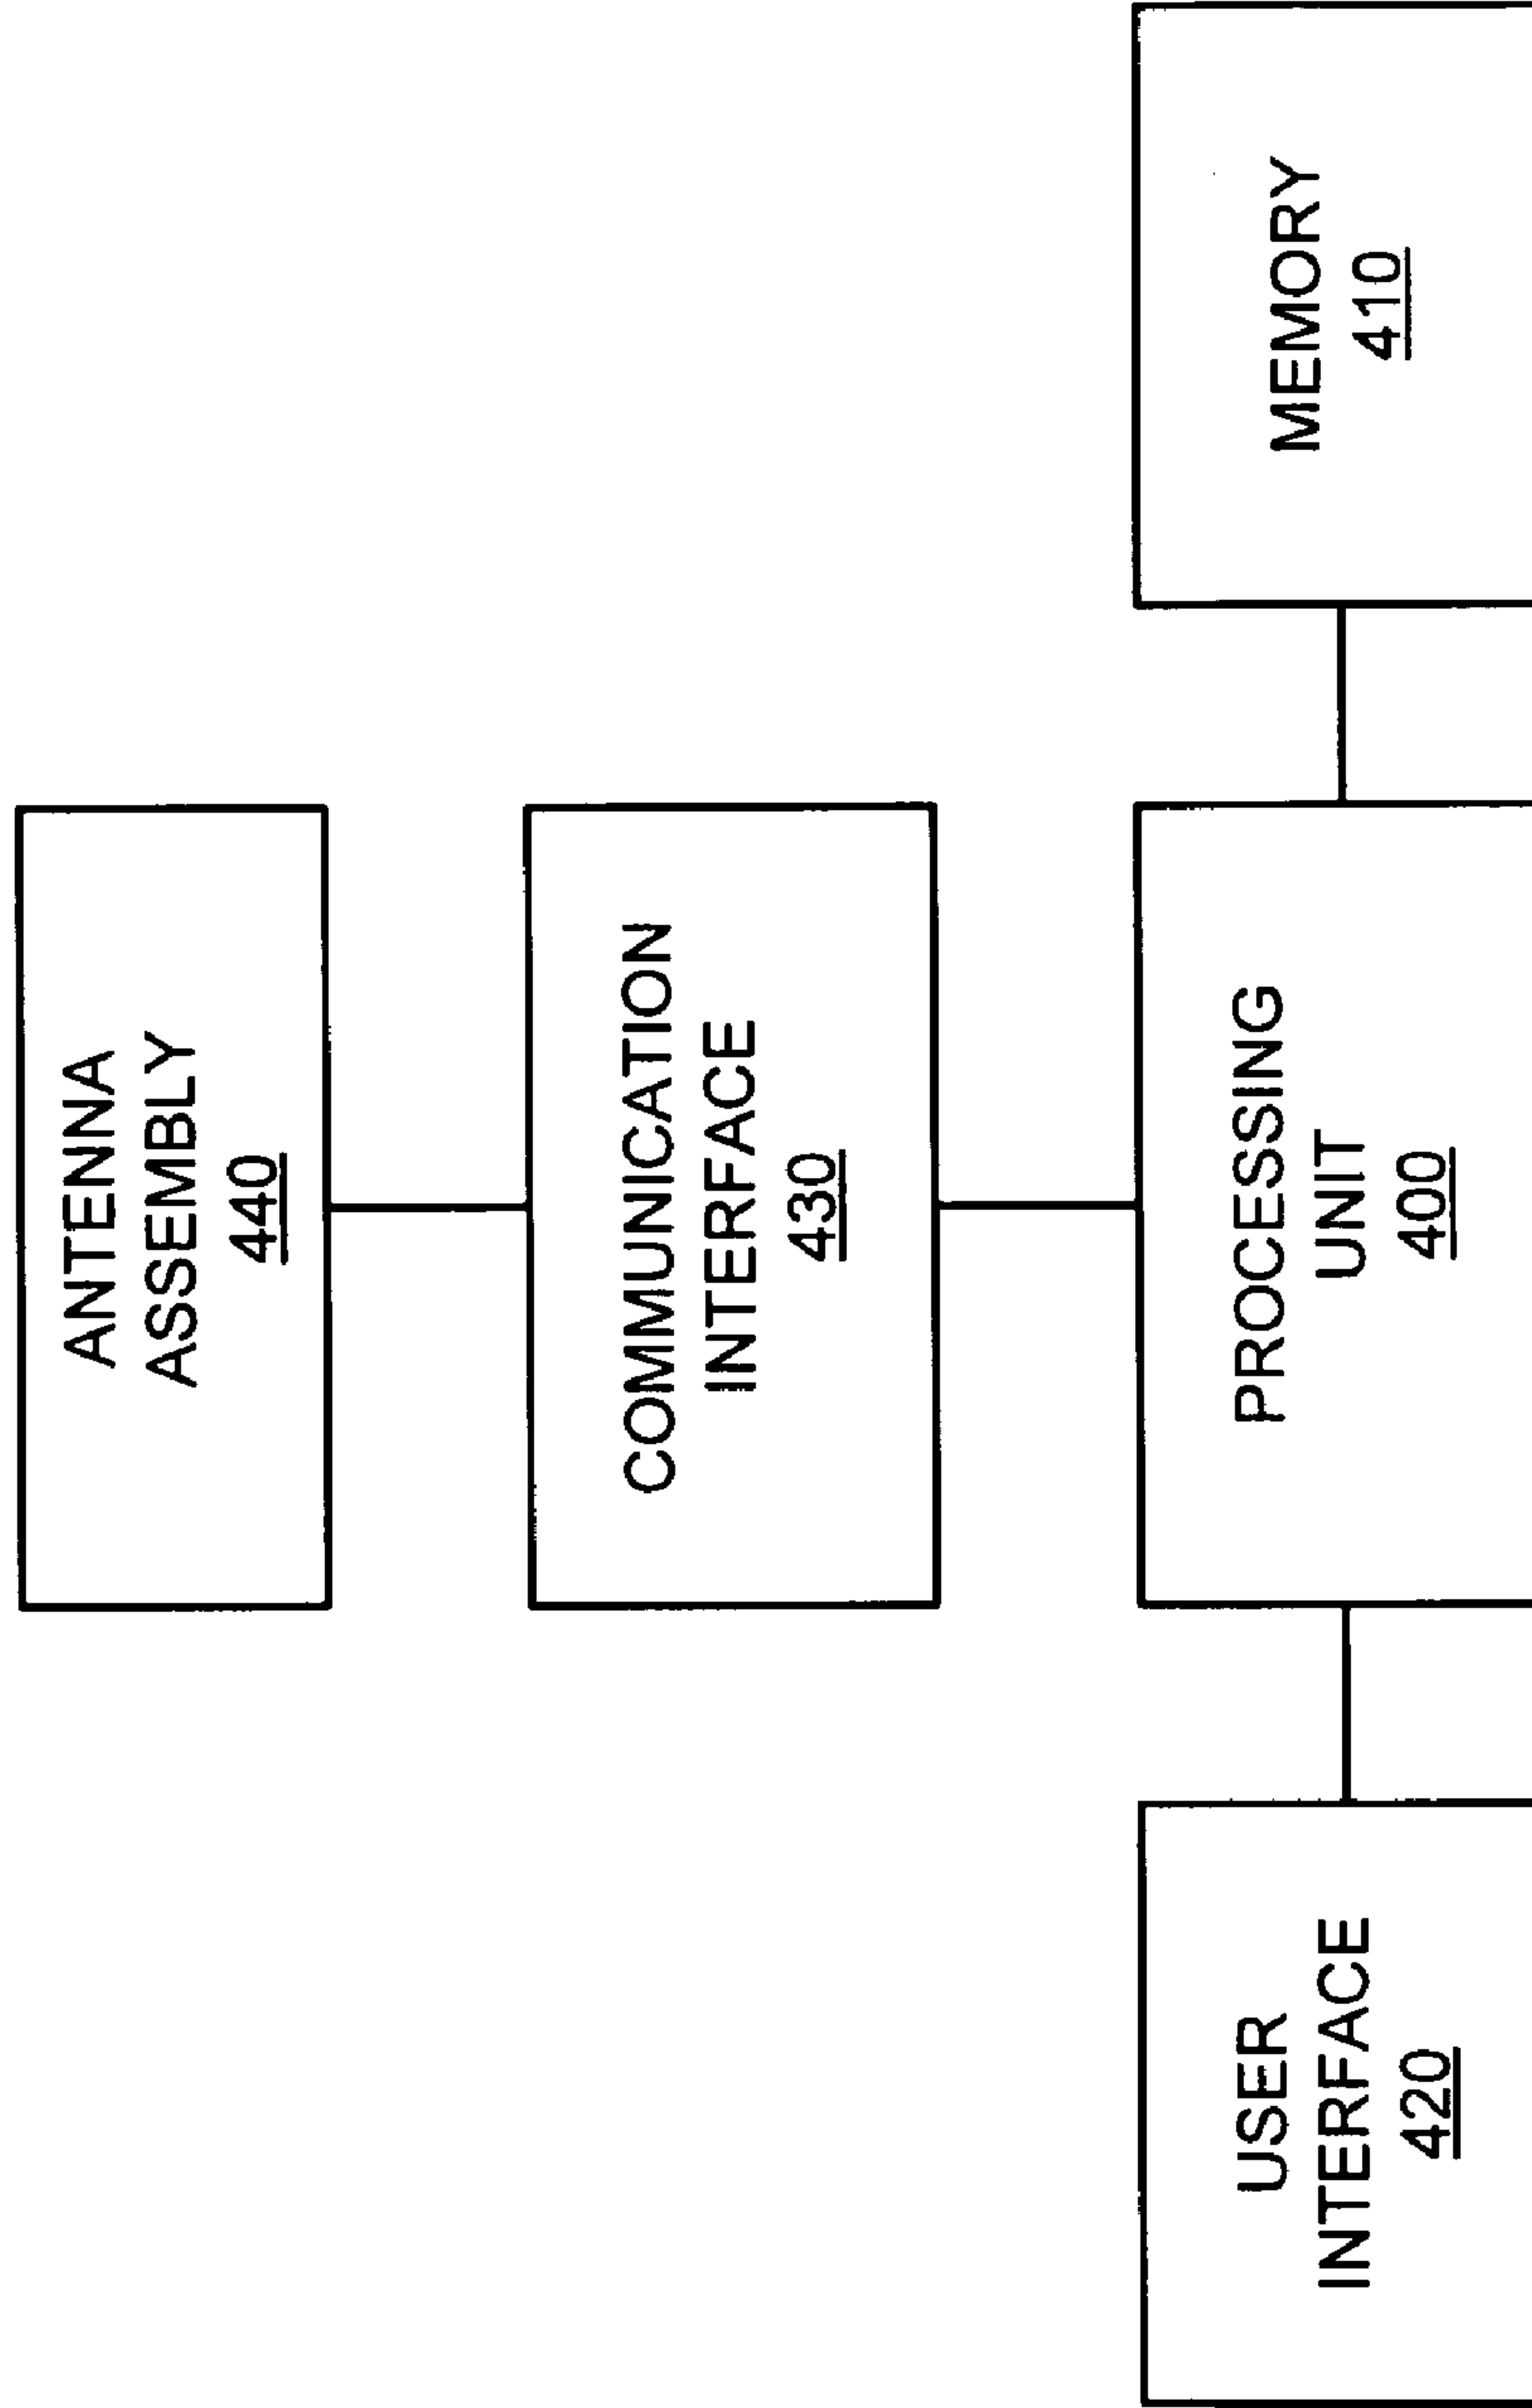 ANTENNA
ASSEMBLY
440
COMMUNICATION
INTERFACE
430
USER
INTERFACE
420
PROCESSING
UNIT
400
MEMORY
410